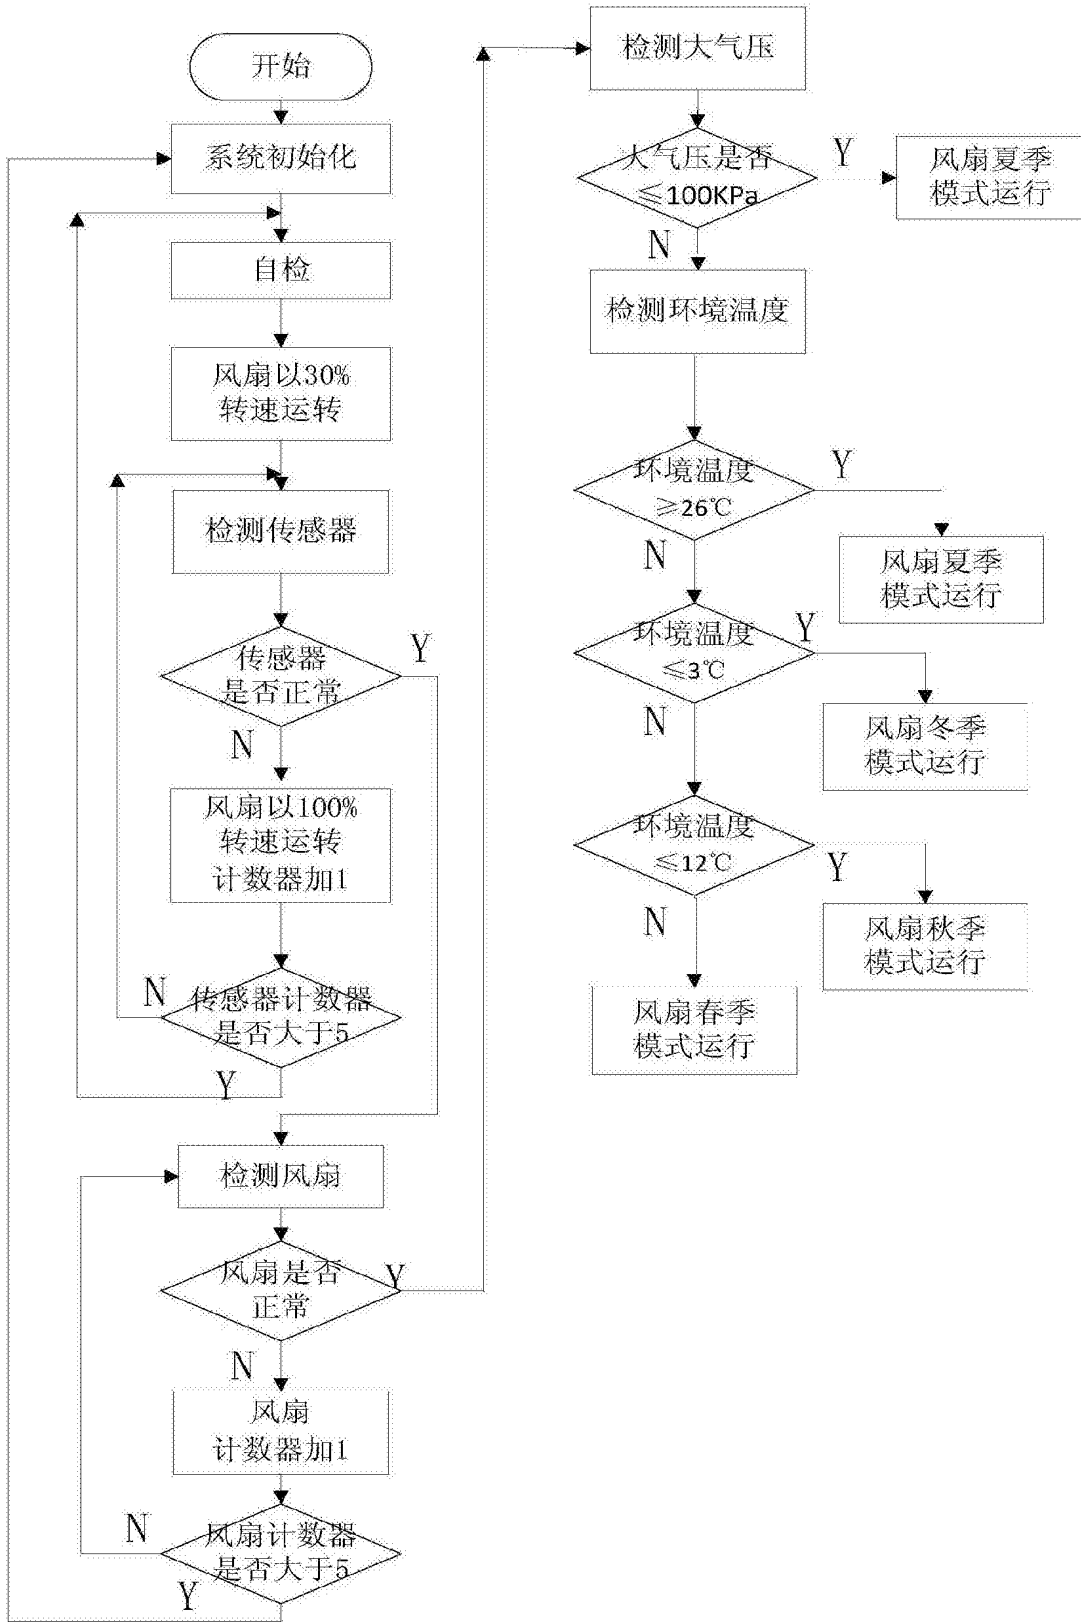 开始
系统初始化
自检
风扇以30%
转速运转
检测传感器
传感器
是否正常
Y
N
风扇以100%
转速运转
计数器加1
传感器计数器
是否大于5
N
Y
检测风扇
风扇是否
正常
Y
N
风扇
计数器加1
风扇计数器
是否大于5
N
Y
检测大气压
大气压是否
≤100KPa
Y
风扇夏季
模式运行
N
检测环境温度
环境温度
≥26℃
Y
风扇夏季
模式运行
N
环境温度
≤3℃
Y
风扇冬季
模式运行
N
环境温度
≤12℃
Y
风扇秋季
模式运行
N
风扇春季
模式运行